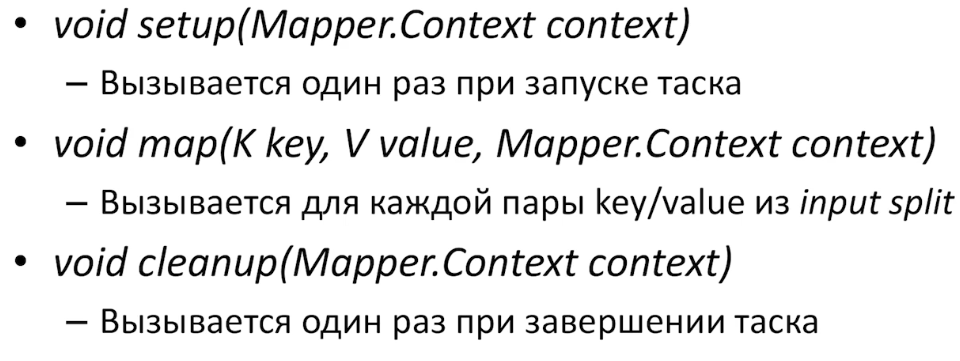 • void setup(Mapper.Context context)
– Вызывается один раз при запуске таска
• void map(K key, V value, Mapper.Context context)
– Вызывается для каждой пары key/value из input split
• void cleanup(Mapper.Context context)
– Вызывается один раз при завершении таска